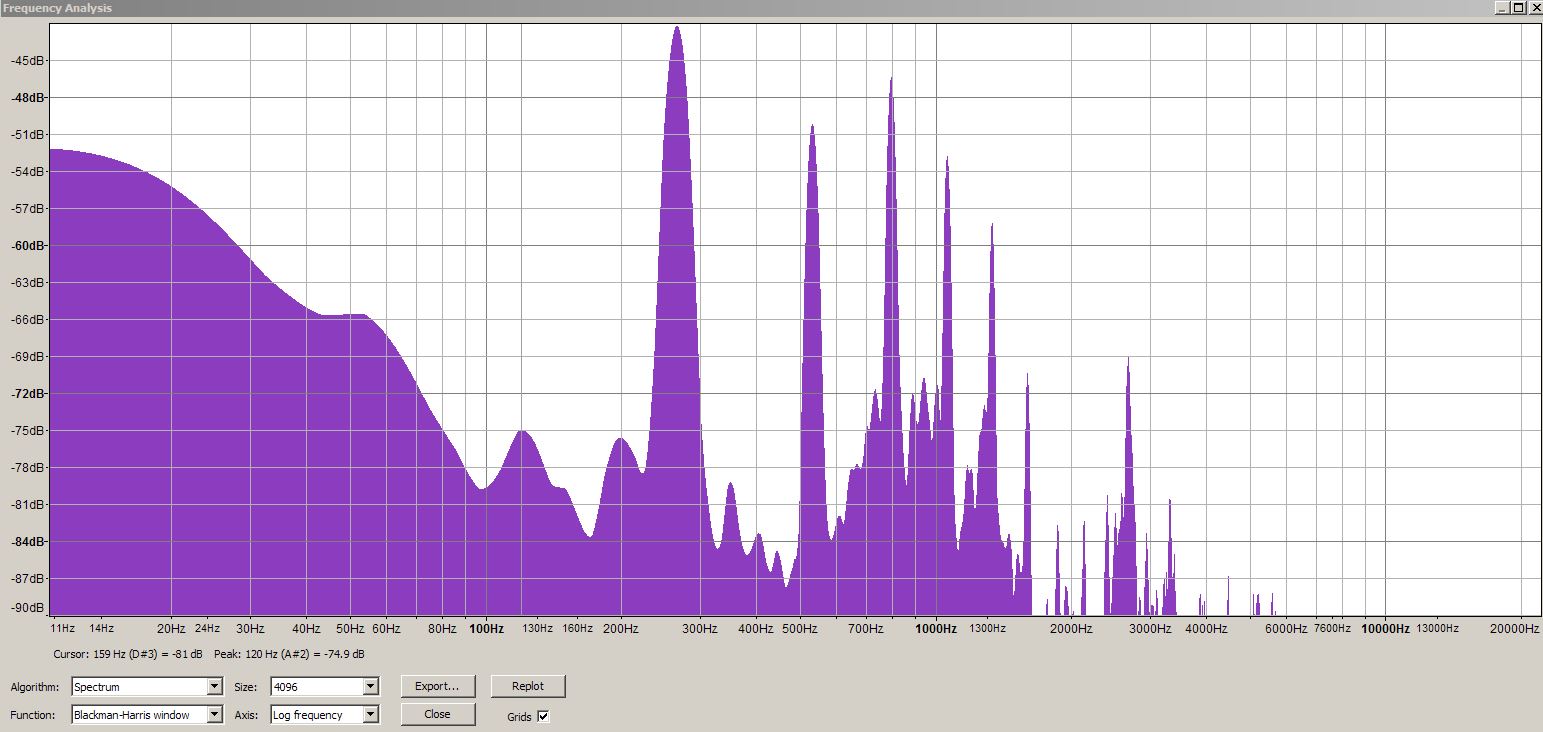 Frequency Analysis
-45dB
-48dB
-51dB
-54dB
-57dB
-60dB
-63dB
-66dB
-69dB
-72dB
-75dB
-78dB
-81dB
-84dB
-87dB
-90dB
11Hz 14Hz 20Hz 24Hz 30Hz 40Hz 50Hz 60Hz 80Hz 100Hz 130Hz 160Hz 200Hz 300Hz 400Hz 500Hz 700Hz 1000Hz 1300Hz 2000Hz 3000Hz 4000Hz 6000Hz 7600Hz 10000Hz 13000Hz 20000Hz
Cursor: 159 Hz (D#3) = -81 dB Peak: 120 Hz (A#2) = -74.9 dB
Algorithm: Spectrum Size: 4096 Export... Replot
Function: Blackman-Harris window Axis: Log frequency Close Grids